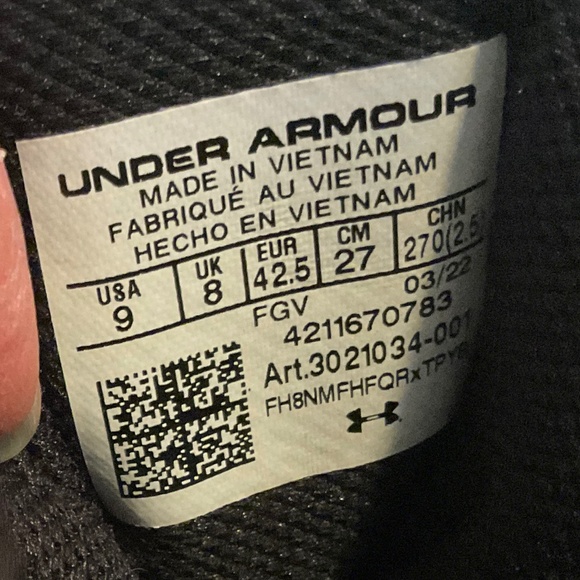 UNDER ARMOUR
MADE IN VIETNAM
FABRIQUÉ AU VIETNAM
HECHO EN VIETNAM
USA UK EUR CM CHN
9 8 42.5 27 270(2.5)
FGV 03/22
4211670783
Art.3021034-001